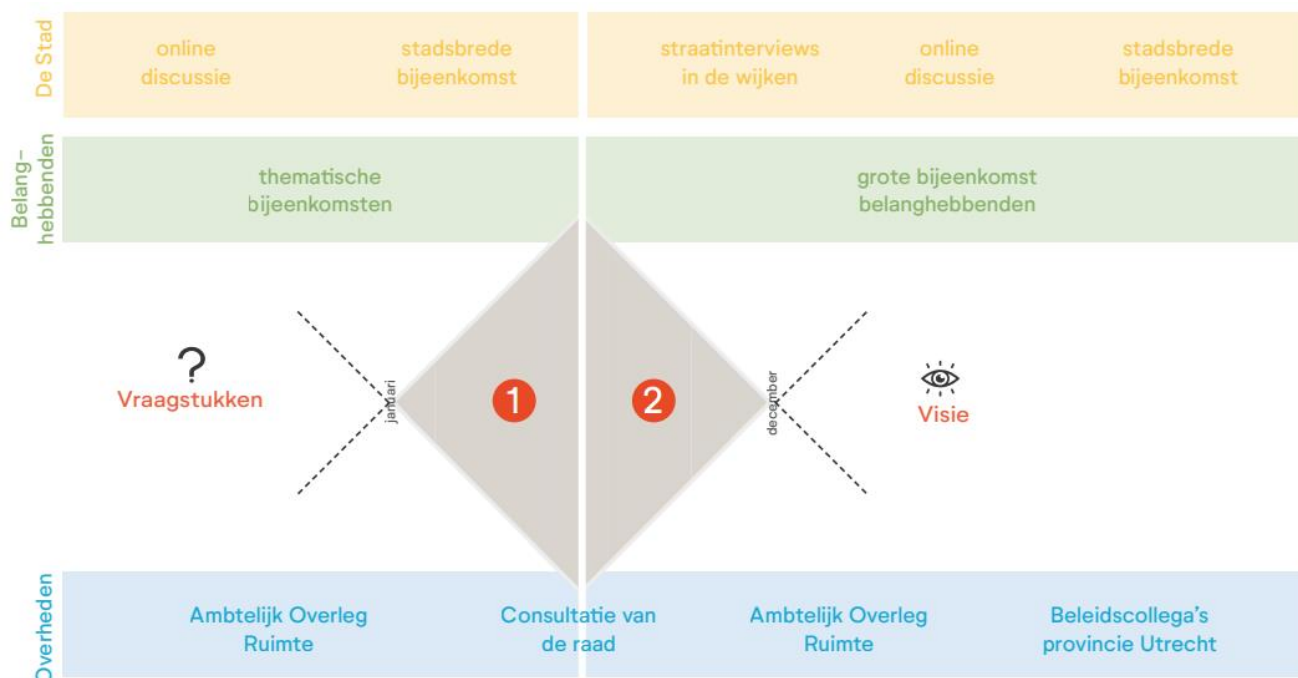 De Stad
online
discussie
stadsbrede
bijeenkomst
straatinterviews
in de wijken
online
discussie
stadsbrede
bijeenkomst
Belang-
hebbenden
thematische
bijeenkomsten
grote bijeenkomst
belanghebbenden
?
Vraagstukken
januari
1
2
december
Visie
Overheden
Ambtelijk Overleg
Ruimte
Consultatie van
de raad
Ambtelijk Overleg
Ruimte
Beleidscollega's
provincie Utrecht